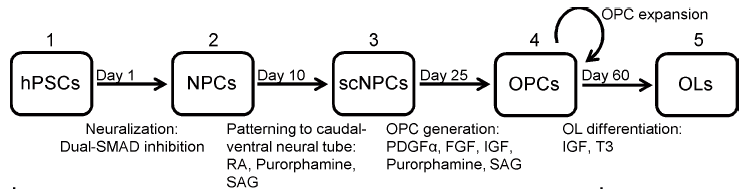 OPC expansion
1
2
3
4
5
hPSCs
Day 1
NPCs
Day 10
scNPCs
Day 25
OPCs
Day 60
OLs
Neuralization:
Dual-SMAD inhibition
Patterning to caudal-
ventral neural tube:
RA, Purorphamine,
SAG
OPC generation:
PDGFα, FGF, IGF,
Purorphamine, SAG
OL differentiation:
IGF, T3